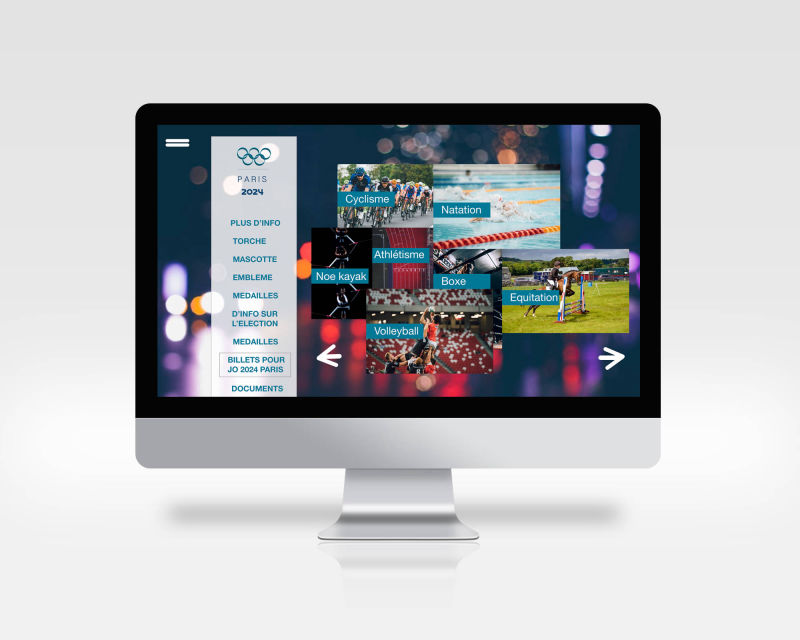 PARIS
2024
PLUS D'INFO
TORCHE
MASCOTTE
EMBLEME
MEDAILLES
D'INFO SUR
L'ELECTION
MEDAILLES
BILLETS POUR
JO 2024 PARIS
DOCUMENTS
Cyclisme
Natation
Athlétisme
Noe kayak
Boxe
Equitation
Volleyball